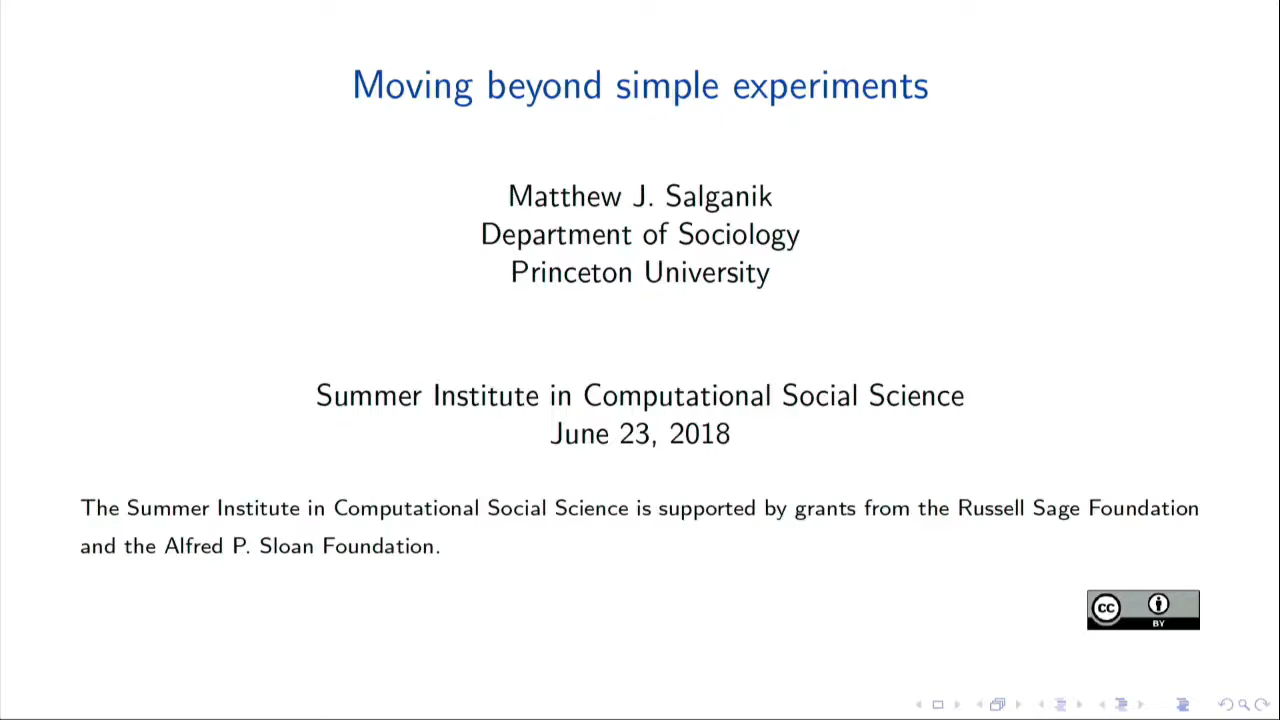 Moving beyond simple experiments
Matthew J. Salganik
Department of Sociology
Princeton University
Summer Institute in Computational Social Science
June 23, 2018
The Summer Institute in Computational Social Science is supported by grants from the Russell Sage Foundation
and the Alfred P. Sloan Foundation.
cc
BY